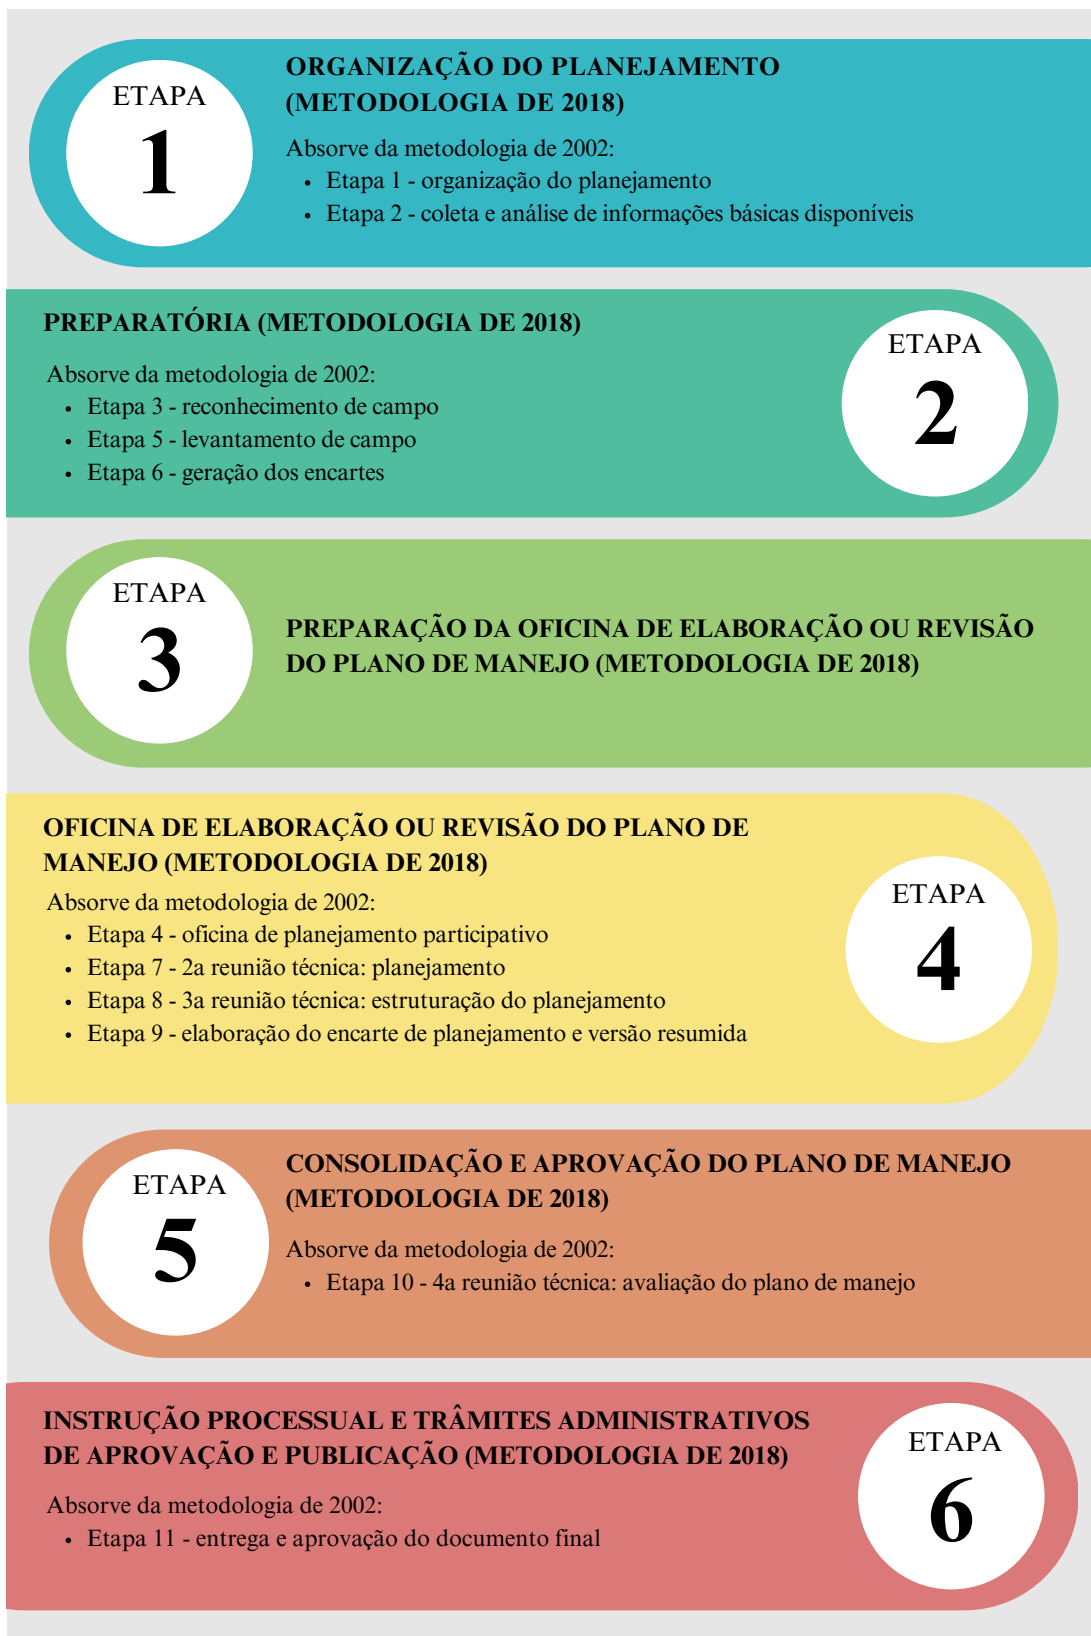 ETAPA
1
ORGANIZAÇÃO DO PLANEJAMENTO
(METODOLOGIA DE 2018)
Absorve da metodologia de 2002:
• Etapa 1 - organização do planejamento
• Etapa 2 - coleta e análise de informações básicas disponíveis
PREPARATÓRIA (METODOLOGIA DE 2018)
Absorve da metodologia de 2002:
• Etapa 3 - reconhecimento de campo
• Etapa 5 - levantamento de campo
• Etapa 6 - geração dos encartes
ETAPA
2
ETAPA
3
PREPARAÇÃO DA OFICINA DE ELABORAÇÃO OU REVISÃO
DO PLANO DE MANEJO (METODOLOGIA DE 2018)
OFICINA DE ELABORAÇÃO OU REVISÃO DO PLANO DE
MANEJO (METODOLOGIA DE 2018)
Absorve da metodologia de 2002:
• Etapa 4 - oficina de planejamento participativo
• Etapa 7 - 2a reunião técnica: planejamento
• Etapa 8 - 3a reunião técnica: estruturação do planejamento
• Etapa 9 - elaboração do encarte de planejamento e versão resumida
ETAPA
4
ETAPA
5
CONSOLIDAÇÃO E APROVAÇÃO DO PLANO DE MANEJO
(METODOLOGIA DE 2018)
Absorve da metodologia de 2002:
• Etapa 10 - 4a reunião técnica: avaliação do plano de manejo
INSTRUÇÃO PROCESSUAL E TRÂMITES ADMINISTRATIVOS
DE APROVAÇÃO E PUBLICAÇÃO (METODOLOGIA DE 2018)
Absorve da metodologia de 2002:
• Etapa 11 - entrega e aprovação do documento final
ETAPA
6